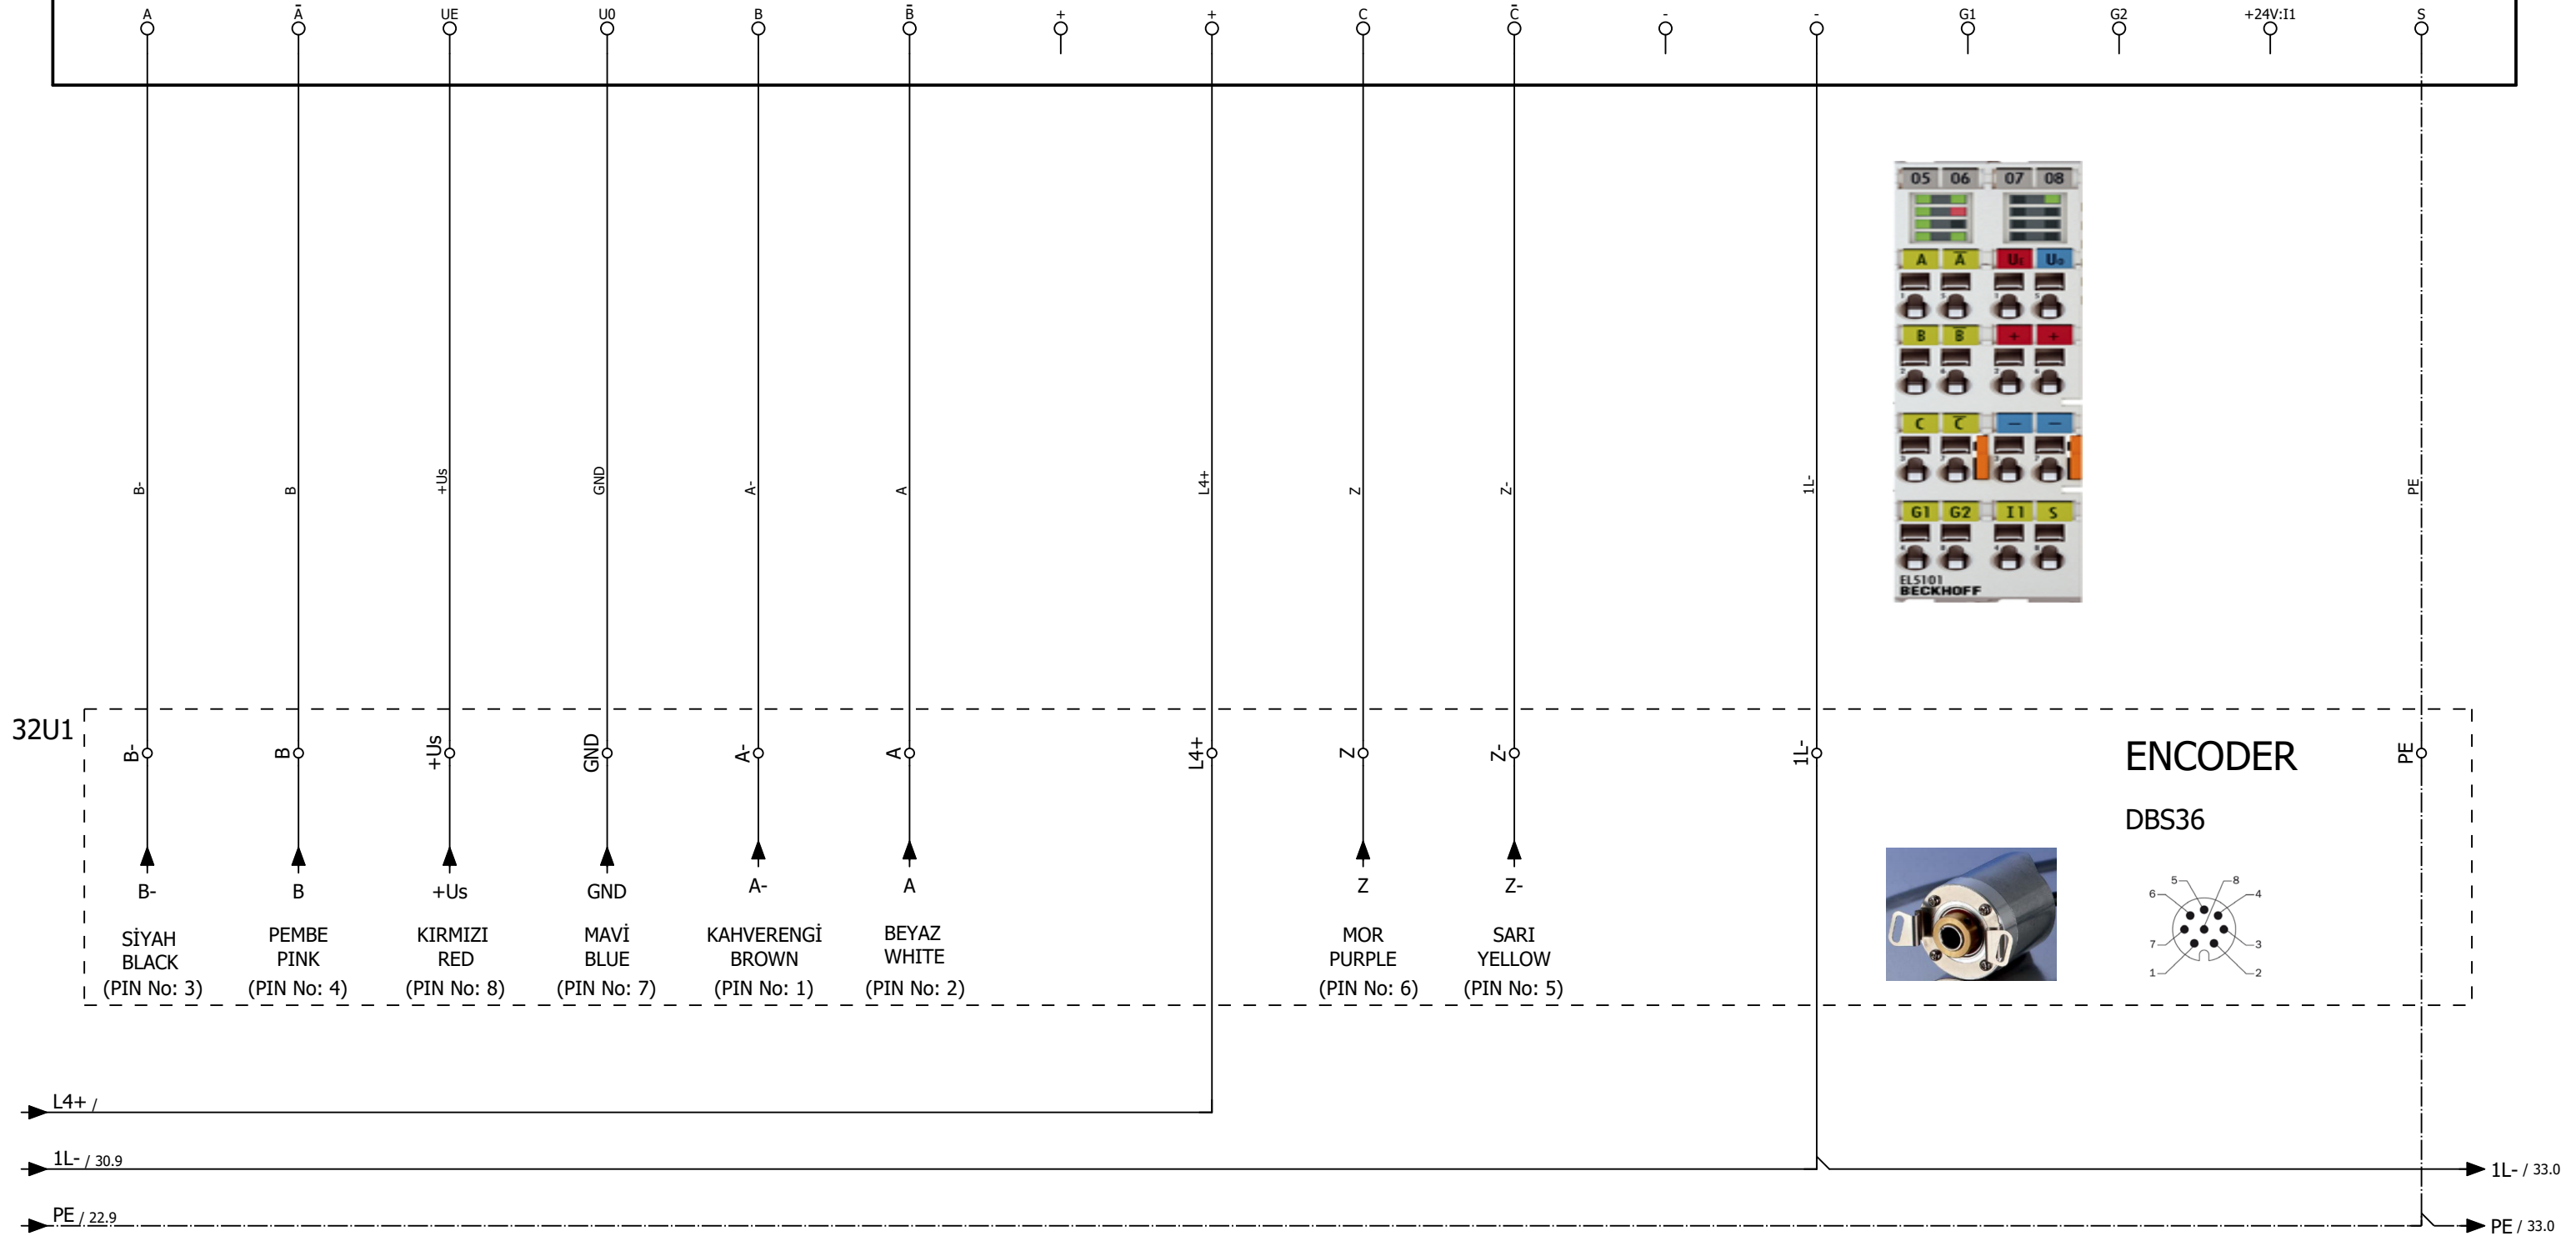 A Ā UE U0 B B̄ + + C C̄ - - G1 G2 +24V:I1 S
05 06 07 08
A A̅ UE U0
B B̅ + +
C C̅ — —
G1 G2 I1 S
EL5101
BECKHOFF
B- B +Us GND A- A L4+ Z Z- 1L- PE
32U1
B- B +Us GND A- A L4+ Z Z- 1L- PE
ENCODER
DBS36
B- B +Us GND A- A Z Z-
SİYAH PEMBE KIRMIZI MAVİ KAHVERENGİ BEYAZ MOR SARI
BLACK PINK RED BLUE BROWN WHITE PURPLE YELLOW
(PIN No: 3) (PIN No: 4) (PIN No: 8) (PIN No: 7) (PIN No: 1) (PIN No: 2) (PIN No: 6) (PIN No: 5)
5 8
6 4
7 3
1 2
L4+ /
1L- / 30.9 1L- / 33.0
PE / 22.9 PE / 33.0